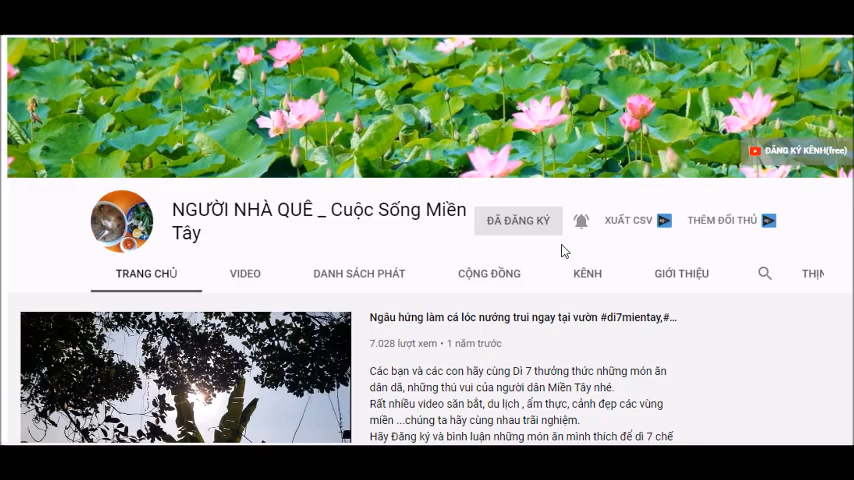 ĐĂNG KÝ KÊNH(free)
NGƯỜI NHÀ QUÊ _ Cuộc Sống Miền
Tây
ĐÃ ĐĂNG KÝ
XUẤT CSV
THÊM ĐỐI THỦ
TRANG CHỦ
VIDEO
DANH SÁCH PHÁT
CỘNG ĐỒNG
KÊNH
GIỚI THIỆU
THỊN
Ngâu hứng làm cá lóc nướng trui ngay tại vườn #di7mientay,#...
7.028 lượt xem • 1 năm trước
Các bạn và các con hãy cùng Dì 7 thưởng thức những món ăn
dân dã, những thú vui của người dân Miền Tây nhé.
Rất nhiều video săn bắt, du lịch , ẩm thực, cảnh đẹp các vùng
miền ...chúng ta hãy cùng nhau trãi nghiệm.
Hãy Đăng ký và bình luận những món ăn mình thích để dì 7 chế